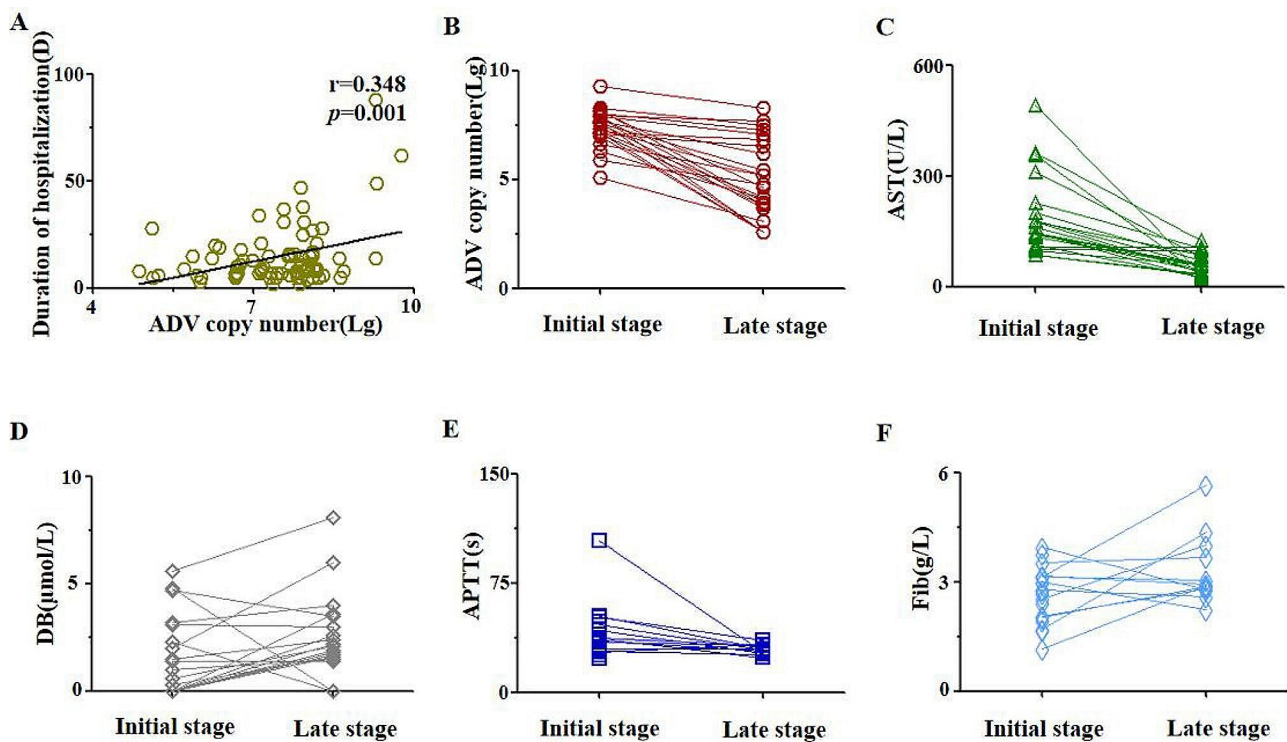 A
Duration of hospitalization(D)
100
50
0
4
7
10
ADV copy number(Lg)
r=0.348
p=0.001
B
ADV copy number(Lg)
10
5
0
Initial stage
Late stage
C
AST(U/L)
600
300
0
Initial stage
Late stage
D
DB(μmol/L)
10
5
0
Initial stage
Late stage
E
APTT(s)
150
75
0
Initial stage
Late stage
F
Fib(g/L)
6
3
0
Initial stage
Late stage